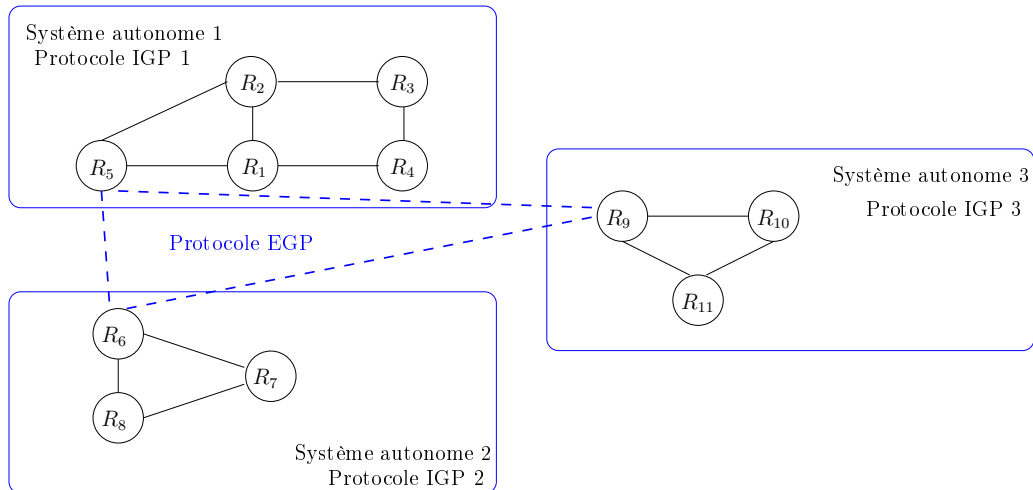 Système autonome 1
Protocole IGP 1
R₂
R₃
R₅
R₁
R₄
Système autonome 3
Protocole IGP 3
R₉
R₁₀
Protocole EGP
R₁₁
R₆
R₇
R₈
Système autonome 2
Protocole IGP 2